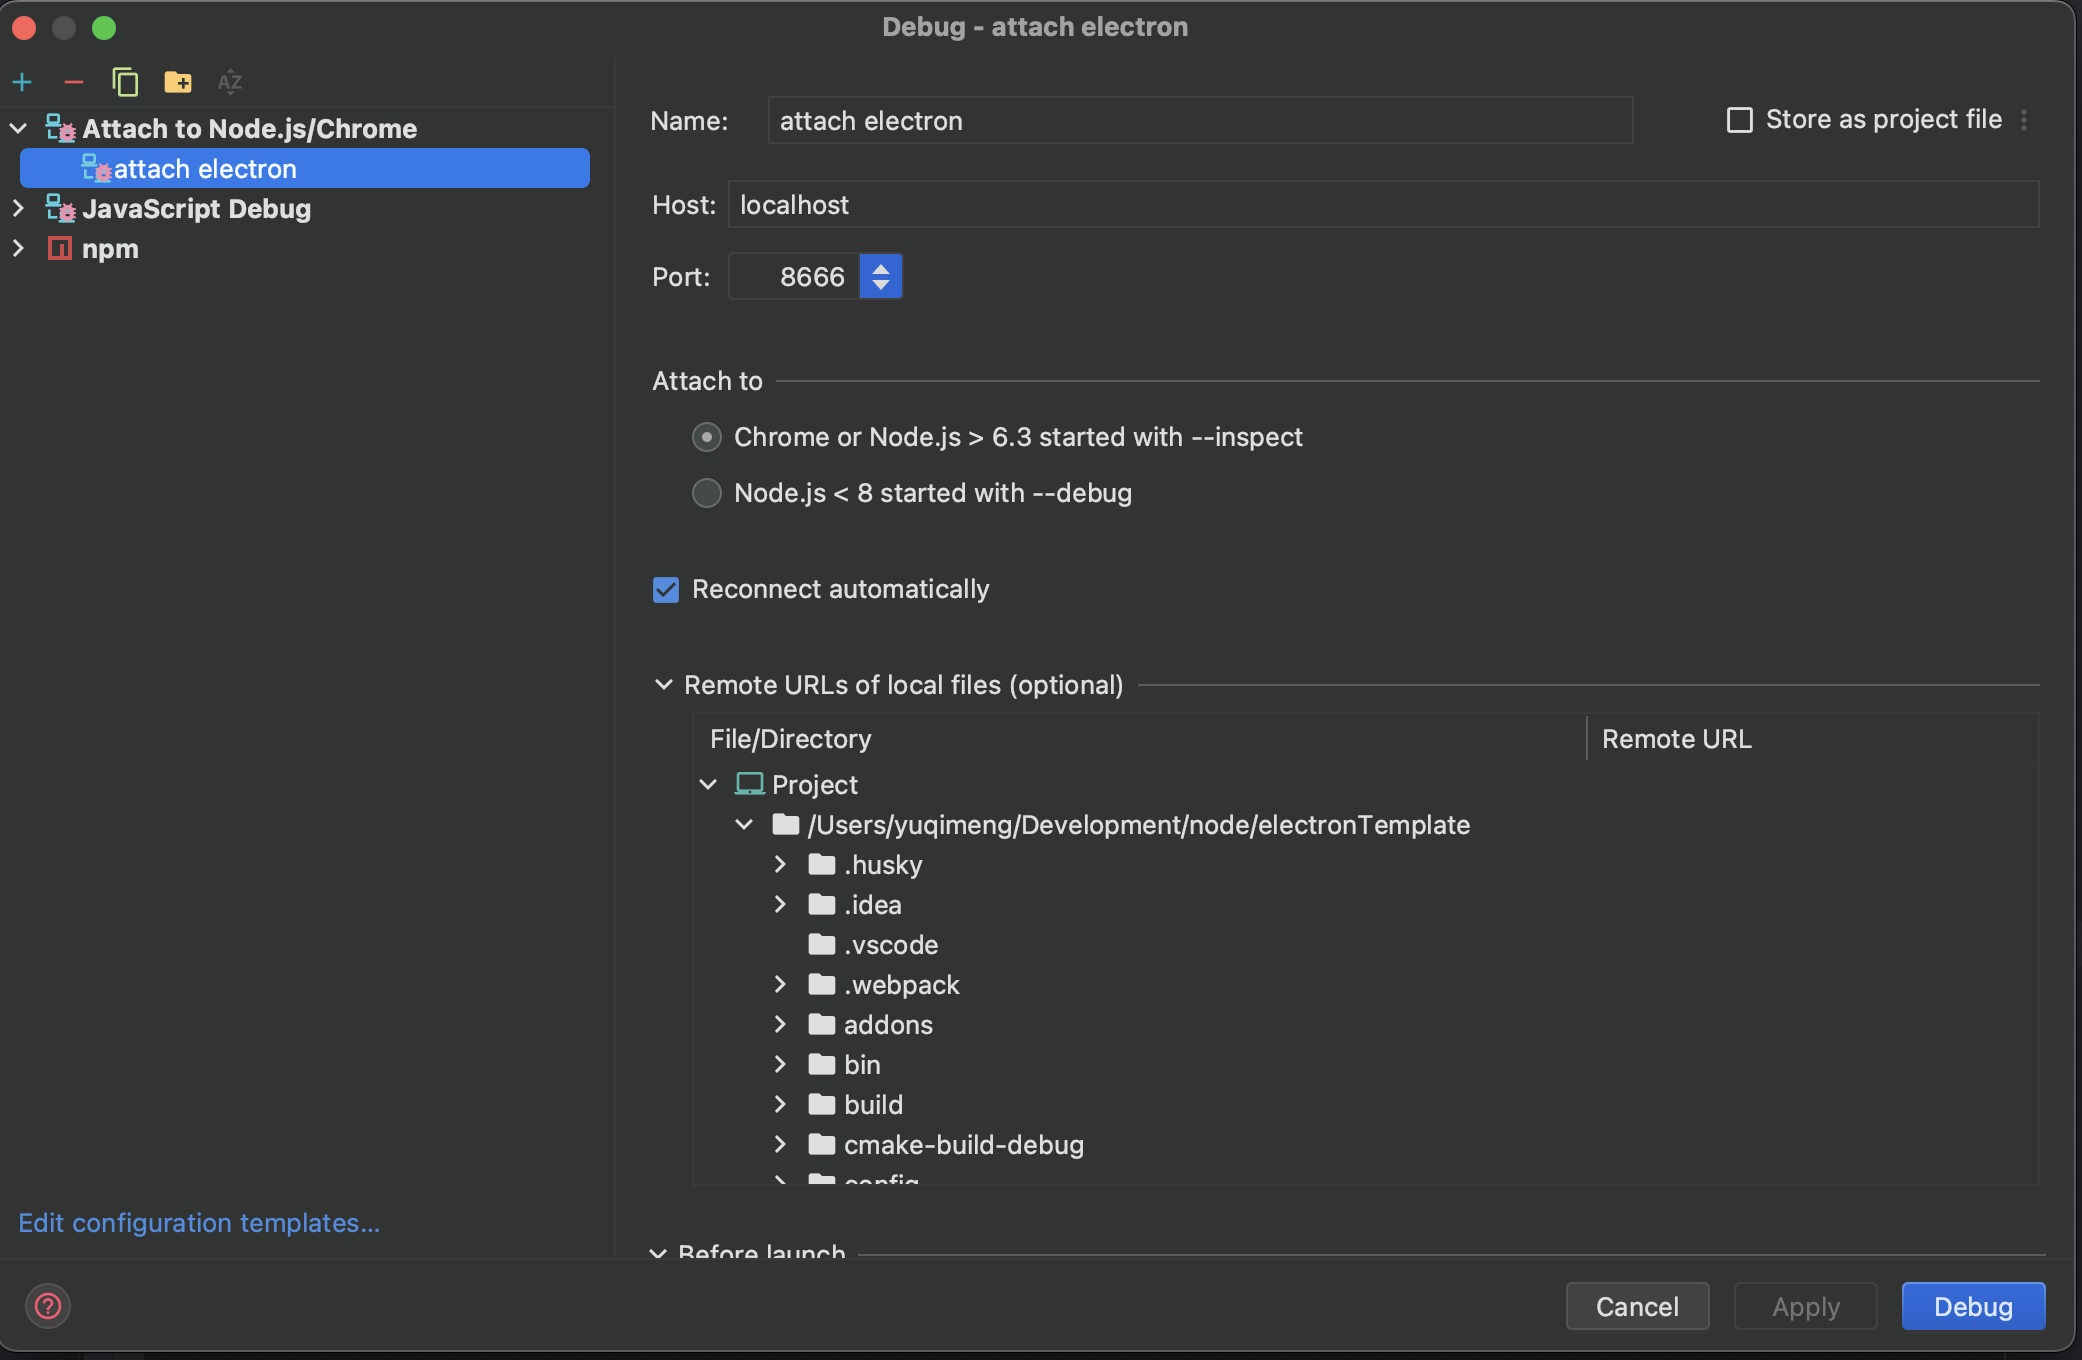 Debug - attach electron
Attach to Node.js/Chrome
attach electron
JavaScript Debug
npm
Edit configuration templates...
Name: attach electron
Store as project file
Host: localhost
Port: 8666
Attach to
Chrome or Node.js > 6.3 started with --inspect
Node.js < 8 started with --debug
Reconnect automatically
Remote URLs of local files (optional)
File/Directory Remote URL
Project
/Users/yuqimeng/Development/node/electronTemplate
.husky
.idea
.vscode
.webpack
addons
bin
build
cmake-build-debug
config
Before launch
Cancel Apply Debug